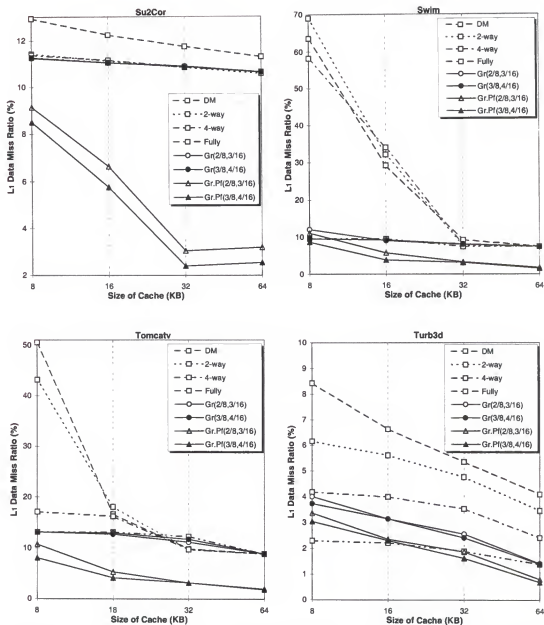 Su2Cor
L1 Data Miss Ratio (%)
12
10
8
6
4
2
8
16
32
64
Size of Cache (KB)
DM
2-way
4-way
Fully
Gr(2/8,3/16)
Gr(3/8,4/16)
Gr.Pf(2/8,3/16)
Gr.Pf(3/8,4/16)
Swim
L1 Data Miss Ratio (%)
70
60
50
40
30
20
10
0
8
16
32
64
Size of Cache (KB)
DM
2-way
4-way
Fully
Gr(2/8,3/16)
Gr(3/8,4/16)
Gr.Pf(2/8,3/16)
Gr.Pf(3/8,4/16)
Tomcatv
L1 Data Miss Ratio (%)
50
40
30
20
10
0
8
16
32
64
Size of Cache (KB)
DM
2-way
4-way
Fully
Gr(2/8,3/16)
Gr(3/8,4/16)
Gr.Pf(2/8,3/16)
Gr.Pf(3/8,4/16)
Turb3d
L1 Data Miss Ratio (%)
10
9
8
7
6
5
4
3
2
1
0
8
16
32
64
Size of Cache (KB)
DM
2-way
4-way
Fully
Gr(2/8,3/16)
Gr(3/8,4/16)
Gr.Pf(2/8,3/16)
Gr.Pf(3/8,4/16)